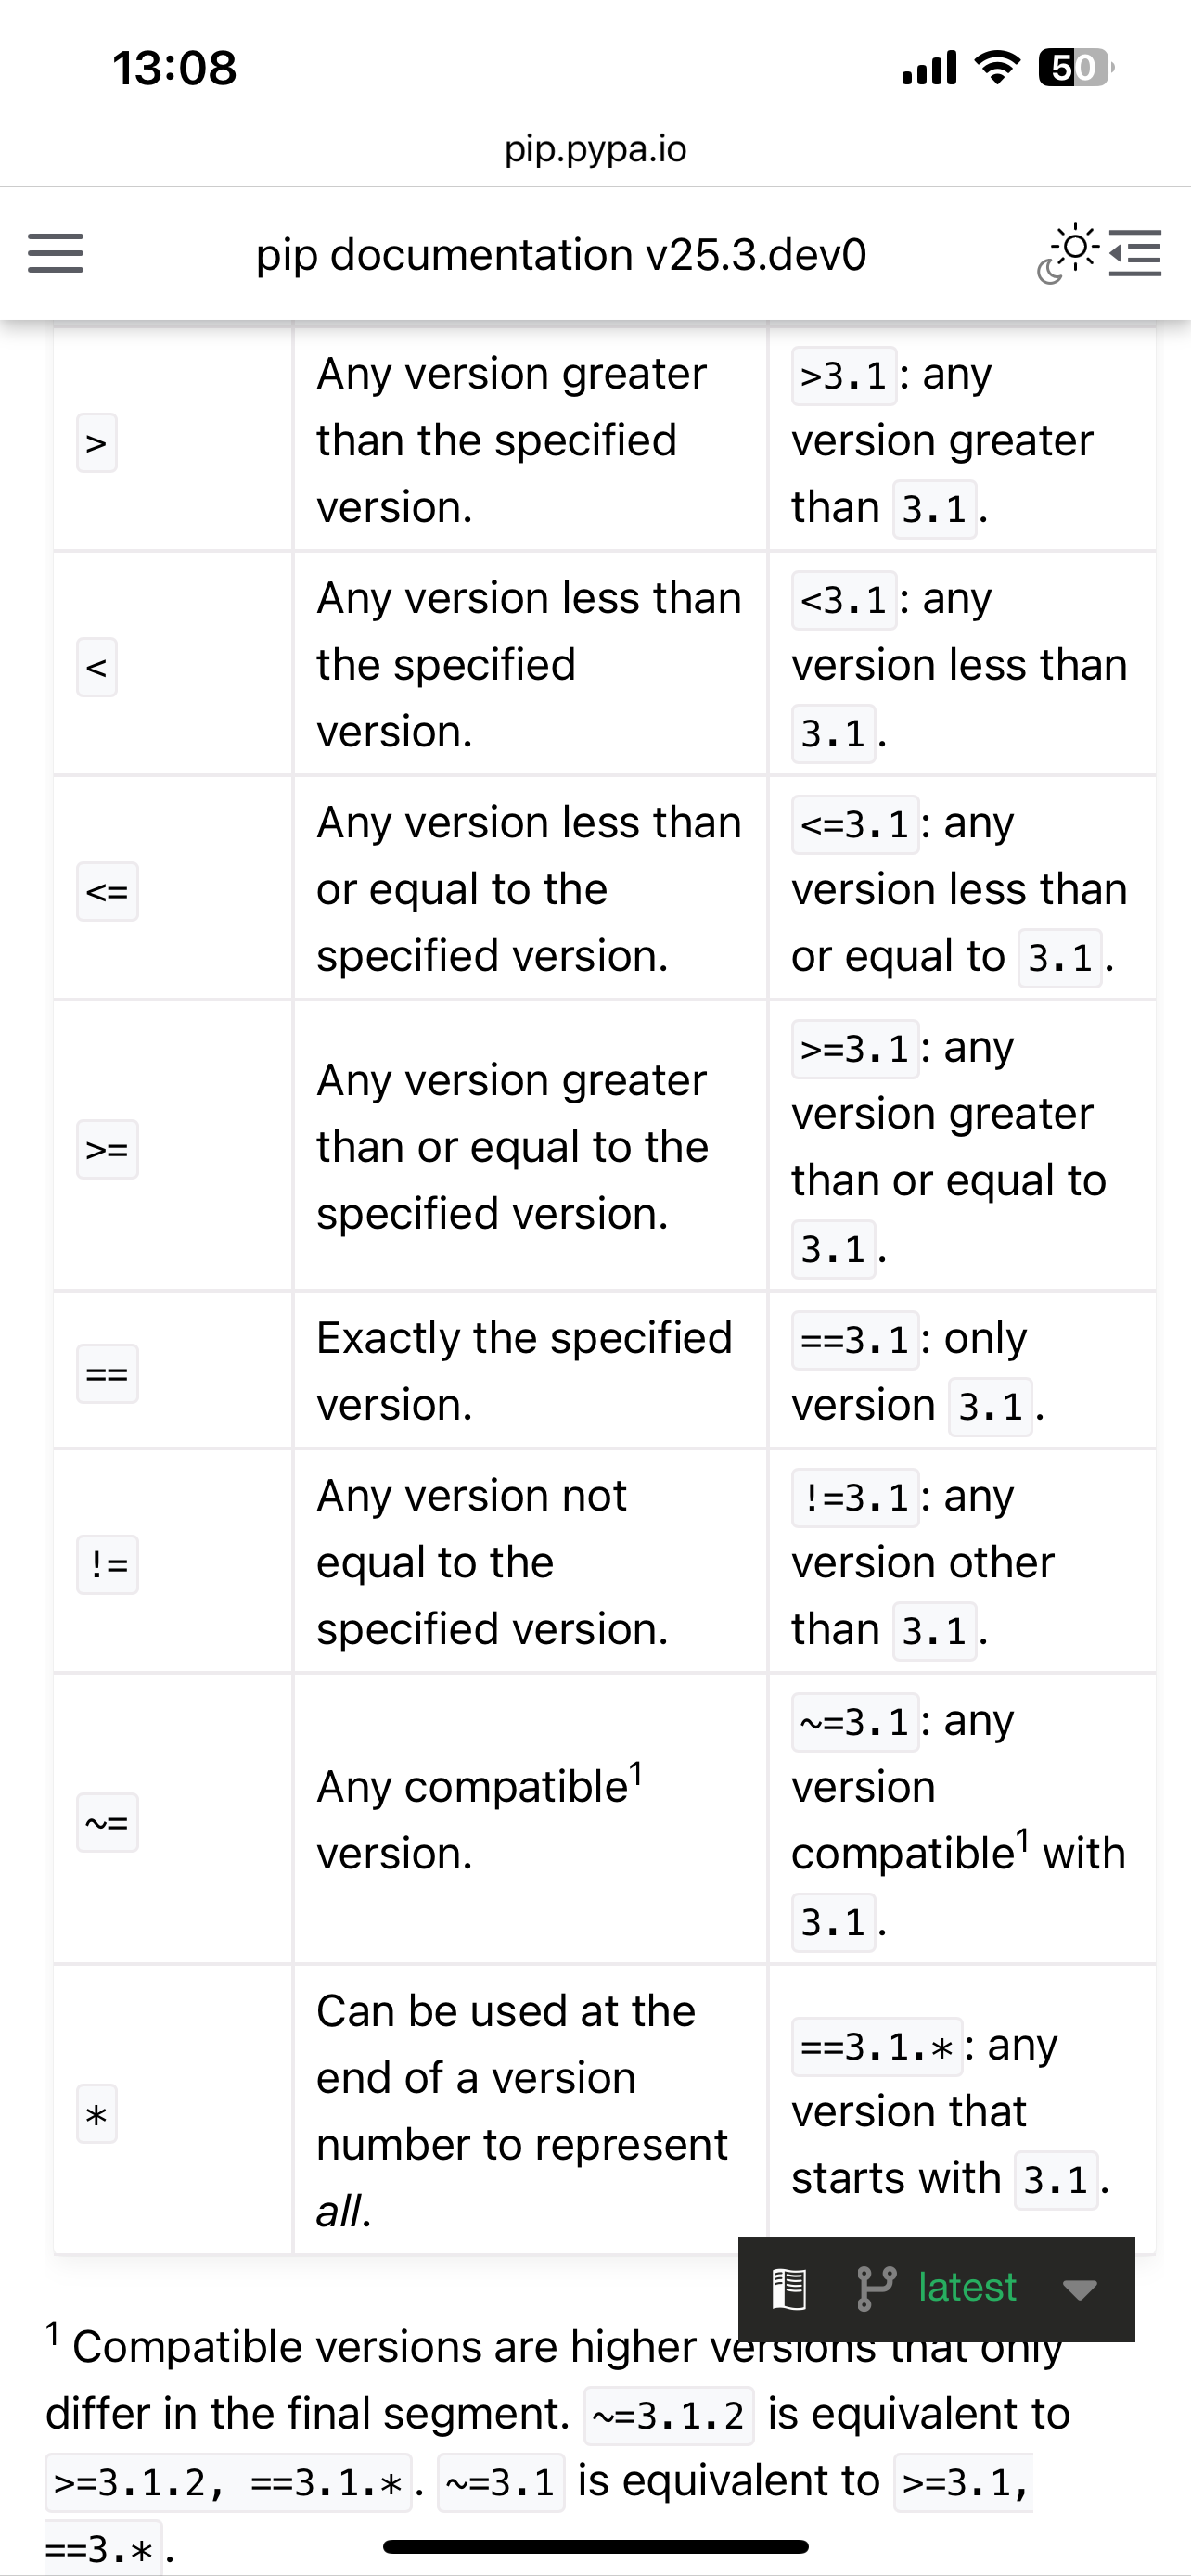 13:08
50
pip.pypa.io
pip documentation v25.3.dev0
>
Any version greater
than the specified
version.
>3.1: any
version greater
than 3.1.
<
Any version less than
the specified
version.
<3.1: any
version less than
3.1.
<=
Any version less than
or equal to the
specified version.
<=3.1: any
version less than
or equal to 3.1.
>=
Any version greater
than or equal to the
specified version.
>=3.1: any
version greater
than or equal to
3.1.
==
Exactly the specified
version.
==3.1: only
version 3.1.
!=
Any version not
equal to the
specified version.
!=3.1: any
version other
than 3.1.
~=
Any compatible¹
version.
~=3.1: any
version
compatible¹ with
3.1.
*
Can be used at the
end of a version
number to represent
all.
==3.1.*: any
version that
starts with 3.1.
latest
¹ Compatible versions are higher versions that only
differ in the final segment. ~=3.1.2 is equivalent to
>=3.1.2, ==3.1.*. ~=3.1 is equivalent to >=3.1,
==3.*.